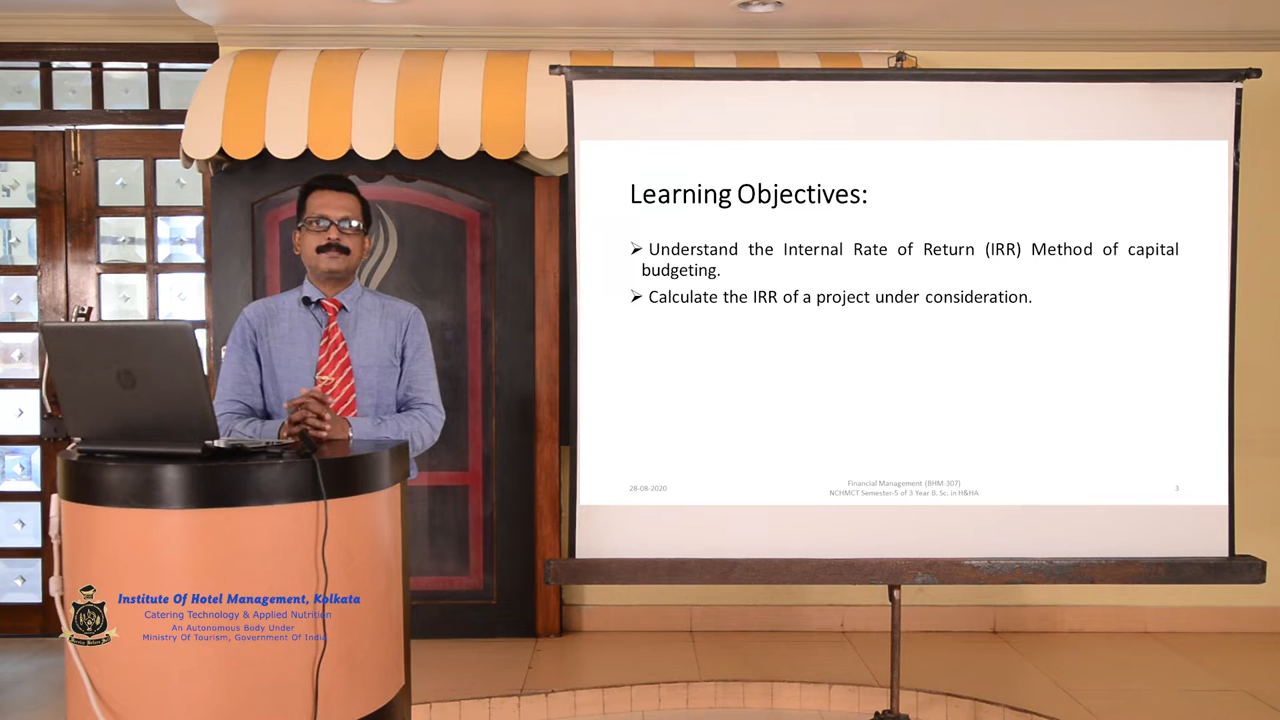 Learning Objectives:
➢ Understand the Internal Rate of Return (IRR) Method of capital
budgeting.
➢ Calculate the IRR of a project under consideration.
28-08-2020
Financial Management (BHM-307)
NCHMCT Semester-5 of 3 Year B. Sc. in H&HA
3
Institute Of Hotel Management, Kolkata
Catering Technology & Applied Nutrition
An Autonomous Body Under
Ministry Of Tourism, Government Of India